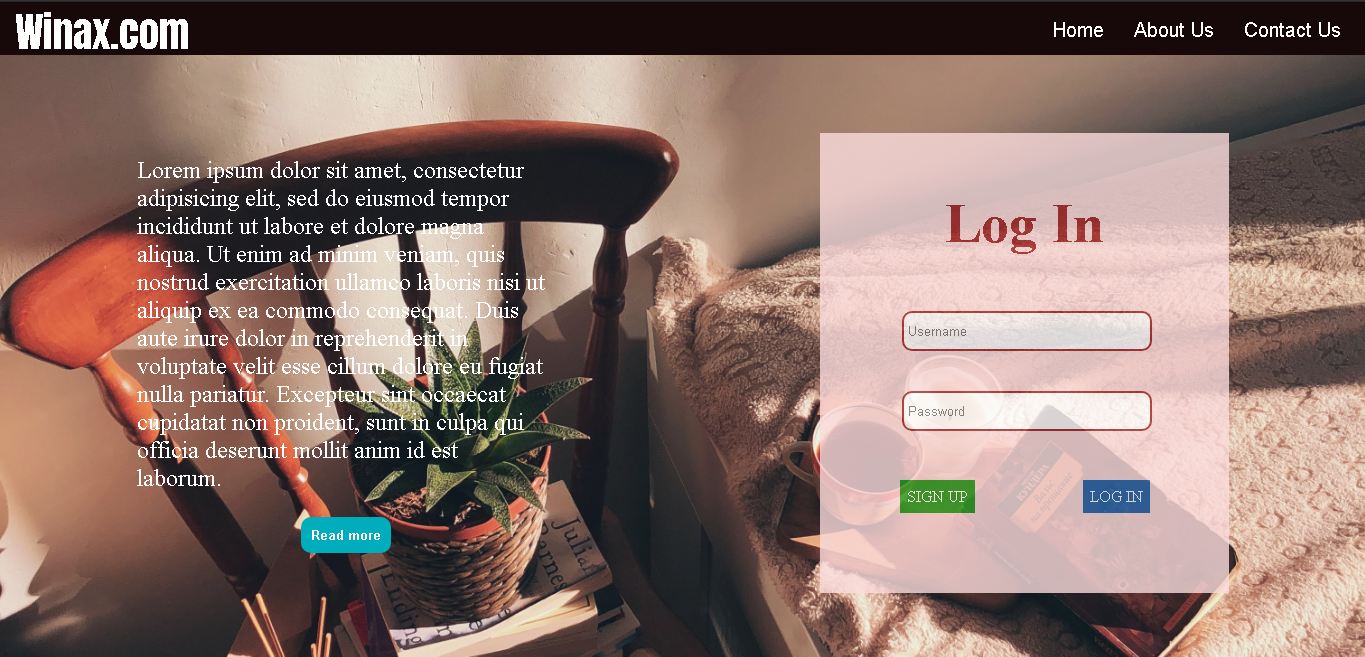 Winax.com
Home About Us Contact Us
Lorem ipsum dolor sit amet, consectetur
adipisicing elit, sed do eiusmod tempor
incididunt ut labore et dolore magna
aliqua. Ut enim ad minim veniam, quis
nostrud exercitation ullamco laboris nisi ut
aliquip ex ea commodo consequat. Duis
aute irure dolor in reprehenderit in
voluptate velit esse cillum dolore eu fugiat
nulla pariatur. Excepteur sint occaecat
cupidatat non proident, sunt in culpa qui
officia deserunt mollit anim id est
laborum.
Read more
Log In
Username
Password
SIGN UP LOG IN